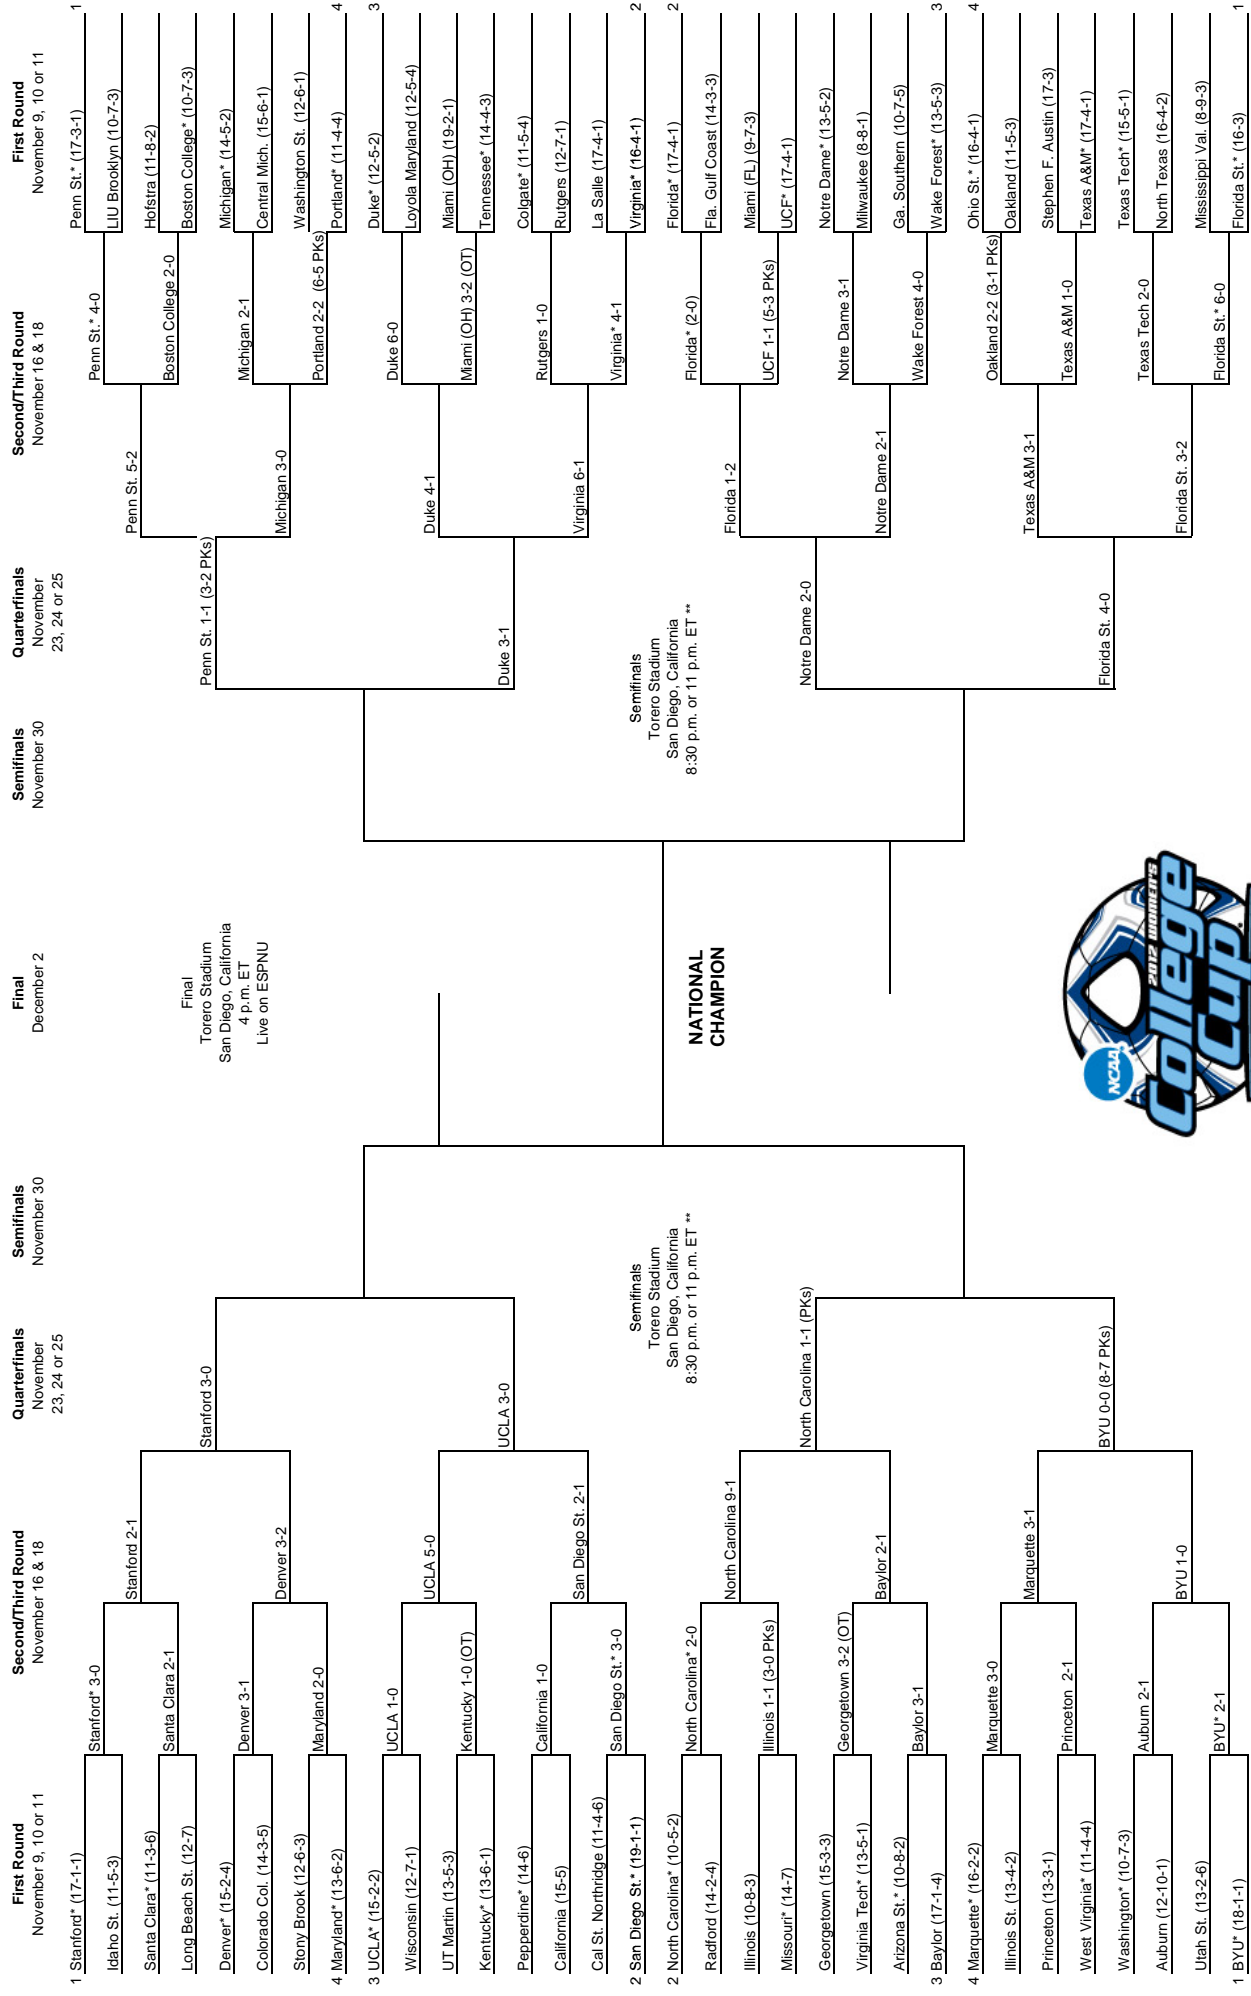 First Round
November 9, 10 or 11
Second/Third Round
November 16 & 18
Quarterfinals
November
23, 24 or 25
Semifinals
November 30
Final
December 2
Semifinals
November 30
Quarterfinals
November
23, 24 or 25
Second/Third Round
November 16 & 18
First Round
November 9, 10 or 11
1 Stanford* (17-1-1)
Idaho St. (11-5-3)
Santa Clara* (11-3-6)
Long Beach St. (12-7)
Denver* (15-2-4)
Colorado Col. (14-3-5)
Stony Brook (12-6-3)
4 Maryland* (13-6-2)
3 UCLA* (15-2-2)
Wisconsin (12-7-1)
UT Martin (13-5-3)
Kentucky* (13-6-1)
Pepperdine* (14-6)
California (15-5)
Cal St. Northridge (11-4-6)
2 San Diego St.* (19-1-1)
2 North Carolina* (10-5-2)
Radford (14-2-4)
Illinois (10-8-3)
Missouri* (14-7)
Georgetown (15-3-3)
Virginia Tech* (13-5-1)
Arizona St.* (10-8-2)
3 Baylor (17-1-4)
4 Marquette* (16-2-2)
Illinois St. (13-4-2)
Princeton (13-3-1)
West Virginia* (11-4-4)
Washington* (10-7-3)
Auburn (12-10-1)
Utah St. (13-2-6)
1 BYU* (18-1-1)
Stanford* 3-0
Santa Clara 2-1
Denver 3-1
Maryland 2-0
UCLA 1-0
Kentucky 1-0 (OT)
California 1-0
San Diego St.* 3-0
North Carolina* 2-0
Illinois 1-1 (3-0 PKs)
Georgetown 3-2 (OT)
Baylor 3-1
Marquette 3-0
Princeton 2-1
Auburn 2-1
BYU* 2-1
Stanford 2-1
Denver 3-2
UCLA 5-0
San Diego St. 2-1
North Carolina 9-1
Baylor 2-1
Marquette 3-1
BYU 1-0
Stanford 3-0
UCLA 3-0
North Carolina 1-1 (PKs)
BYU 0-0 (8-7 PKs)
Semifinals
Torero Stadium
San Diego, California
8:30 p.m. or 11 p.m. ET **
Final
Torero Stadium
San Diego, California
4 p.m. ET
Live on ESPNU
NATIONAL
CHAMPION
NCAA
2012 WOMEN'S
College
Cup
Semifinals
Torero Stadium
San Diego, California
8:30 p.m. or 11 p.m. ET **
Penn St. 1-1 (3-2 PKs)
Duke 3-1
Notre Dame 2-0
Florida St. 4-0
Penn St. 5-2
Michigan 3-0
Duke 4-1
Virginia 6-1
Florida 1-2
Notre Dame 2-1
Texas A&M 3-1
Florida St. 3-2
Penn St.* 4-0
Boston College 2-0
Michigan 2-1
Portland 2-2 (6-5 PKs)
Duke 6-0
Miami (OH) 3-2 (OT)
Rutgers 1-0
Virginia* 4-1
Florida* (2-0)
UCF 1-1 (5-3 PKs)
Notre Dame 3-1
Wake Forest 4-0
Oakland 2-2 (3-1 PKs)
Texas A&M 1-0
Texas Tech 2-0
Florida St.* 6-0
Penn St.* (17-3-1) 1
LIU Brooklyn (10-7-3)
Hofstra (11-8-2)
Boston College* (10-7-3)
Michigan* (14-5-2)
Central Mich. (15-6-1)
Washington St. (12-6-1)
Portland* (11-4-4) 4
Duke* (12-5-2) 3
Loyola Maryland (12-5-4)
Miami (OH) (19-2-1)
Tennessee* (14-4-3)
Colgate* (11-5-4)
Rutgers (12-7-1)
La Salle (17-4-1)
Virginia* (16-4-1) 2
Florida* (17-4-1) 2
Fla. Gulf Coast (14-3-3)
Miami (FL) (9-7-3)
UCF* (17-4-1)
Notre Dame* (13-5-2)
Milwaukee (8-8-1)
Ga. Southern (10-7-5)
Wake Forest* (13-5-3) 3
Ohio St.* (16-4-1) 4
Oakland (11-5-3)
Stephen F. Austin (17-3)
Texas A&M* (17-4-1)
Texas Tech* (15-5-1)
North Texas (16-4-2)
Mississippi Val. (8-9-3)
Florida St.* (16-3) 1